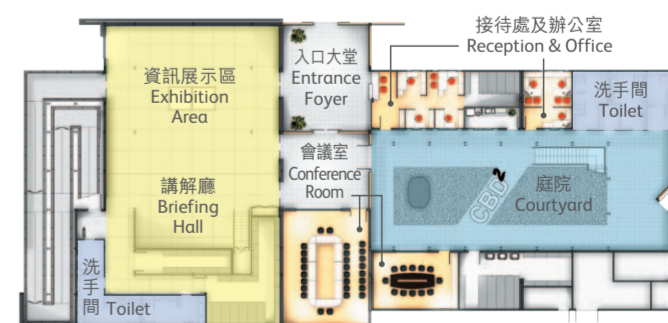 接待處及辦公室
Reception & Office
入口大堂
Entrance
Foyer
資訊展示區
Exhibition
Area
洗手間
Toilet
會議室
Conference
Room
講解廳
Briefing
Hall
庭院
Courtyard
CBD
洗手間 Toilet